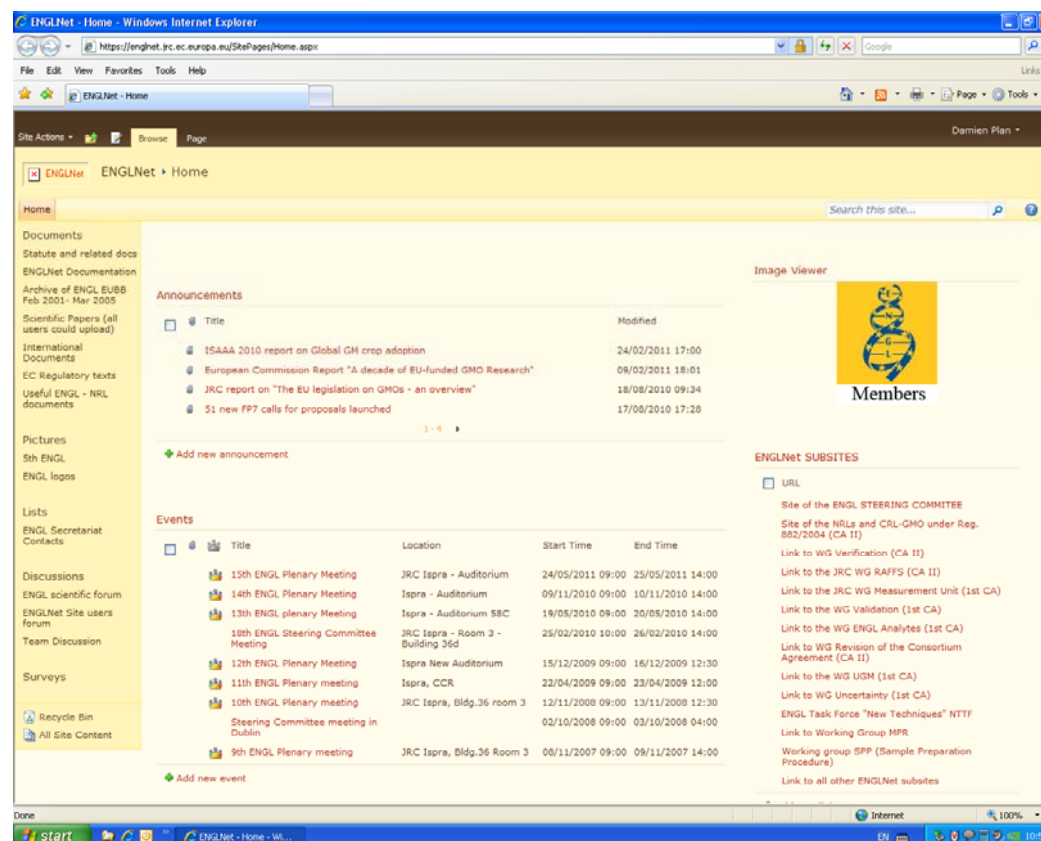 ENGLNet - Home - Windows Internet Explorer
https://englnet.jrc.ec.europa.eu/SitePages/Home.aspx
Google
File Edit View Favorites Tools Help
Links
ENGLNet - Home
Page Tools
Site Actions Browse Page
Damien Plan
ENGLNet ENGLNet Home
Home
Search this site...
Documents
Statute and related docs
ENGLNet Documentation
Archive of ENGL EUBB
Feb 2001- Mar 2005
Scientific Papers (all
users could upload)
International
Documents
EC Regulatory texts
Useful ENGL - NRL
documents
Pictures
5th ENGL
ENGL logos
Lists
ENGL Secretariat
Contacts
Discussions
ENGL scientific forum
ENGLNet Site users
forum
Team Discussion
Surveys
Recycle Bin
All Site Content
Announcements
Title Modified
ISAAA 2010 report on Global GM crop adoption 24/02/2011 17:00
European Commission Report "A decade of EU-funded GMO Research" 09/02/2011 18:01
JRC report on "The EU legislation on GMOs - an overview" 18/08/2010 09:34
51 new FP7 calls for proposals launched 17/08/2010 17:28
1 - 4
Add new announcement
Events
Title Location Start Time End Time
15th ENGL Plenary Meeting JRC Ispra - Auditorium 24/05/2011 09:00 25/05/2011 14:00
14th ENGL Plenary Meeting Ispra - Auditorium 09/11/2010 09:00 10/11/2010 14:00
13th ENGL plenary Meeting Ispra - Auditorium 58C 19/05/2010 09:00 20/05/2010 14:00
18th ENGL Steering Committee JRC Ispra - Room 3 - 25/02/2010 10:00 26/02/2010 14:00
Meeting Building 36d
12th ENGL Plenary Meeting Ispra New Auditorium 15/12/2009 09:00 16/12/2009 12:30
11th ENGL Plenary meeting Ispra, CCR 22/04/2009 09:00 23/04/2009 12:00
10th ENGL Plenary meeting JRC Ispra, Bldg.36 room 3 12/11/2008 09:00 13/11/2008 12:30
Steering Committee meeting in 02/10/2008 09:00 03/10/2008 04:00
Dublin
9th ENGL Plenary meeting JRC Ispra, Bldg.36 Room 3 08/11/2007 09:00 09/11/2007 14:00
Add new event
Image Viewer
E
N
G
L
Members
ENGLNet SUBSITES
URL
Site of the ENGL STEERING COMMITEE
Site of the NRLs and CRL-GMO under Reg.
882/2004 (CA II)
Link to WG Verification (CA II)
Link to the JRC WG RAFFS (CA II)
Link to the JRC WG Measurement Unit (1st CA)
Link to the WG Validation (1st CA)
Link to the WG ENGL Analytes (1st CA)
Link to WG Revision of the Consortium
Agreement (CA II)
Link to the WG UGM (1st CA)
Link to WG Uncertainty (1st CA)
ENGL Task Force "New Techniques" NTTF
Link to Working Group MPR
Working group SPP (Sample Preparation
Procedure)
Link to all other ENGLNet subsites
Done Internet 100%
start ENGLNet - Home - Wi... EN